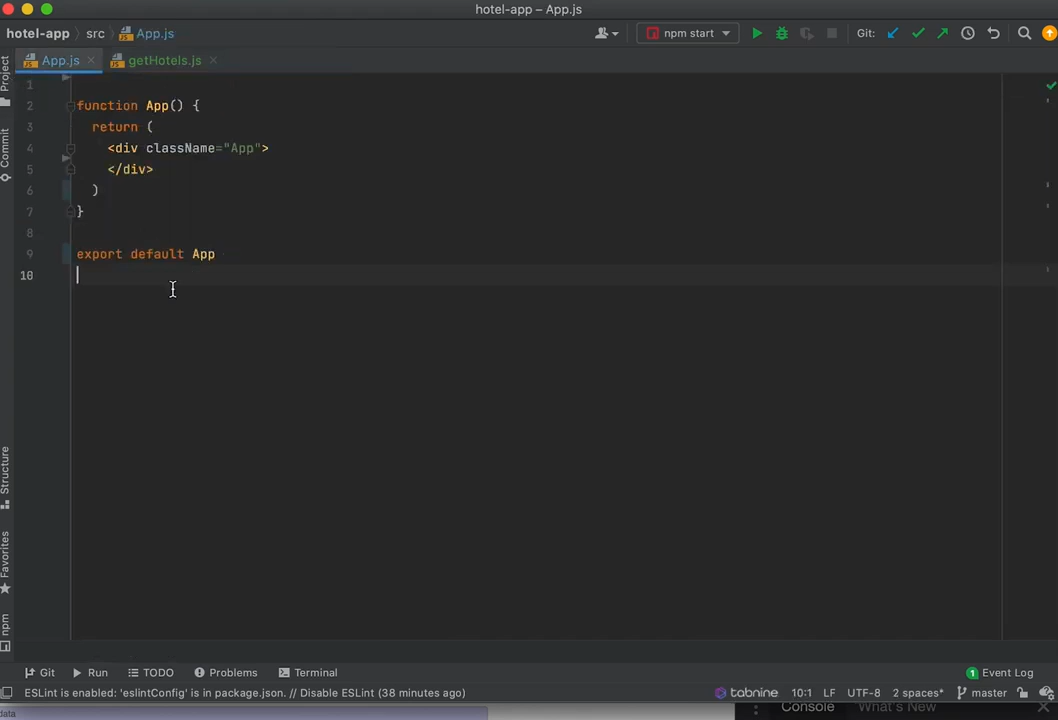 hotel-app – App.js
hotel-app src App.js npm start Git:
App.js getHotels.js
Project
Commit
Structure
Favorites
npm
1
2 function App() {
3 return (
4 <div className="App">
5 </div>
6 )
7 }
8
9 export default App
10
Git Run TODO Problems Terminal 1 Event Log
ESLint is enabled: 'eslintConfig' is in package.json. // Disable ESLint (38 minutes ago) tabnine 10:1 LF UTF-8 2 spaces* master
data Console What's New